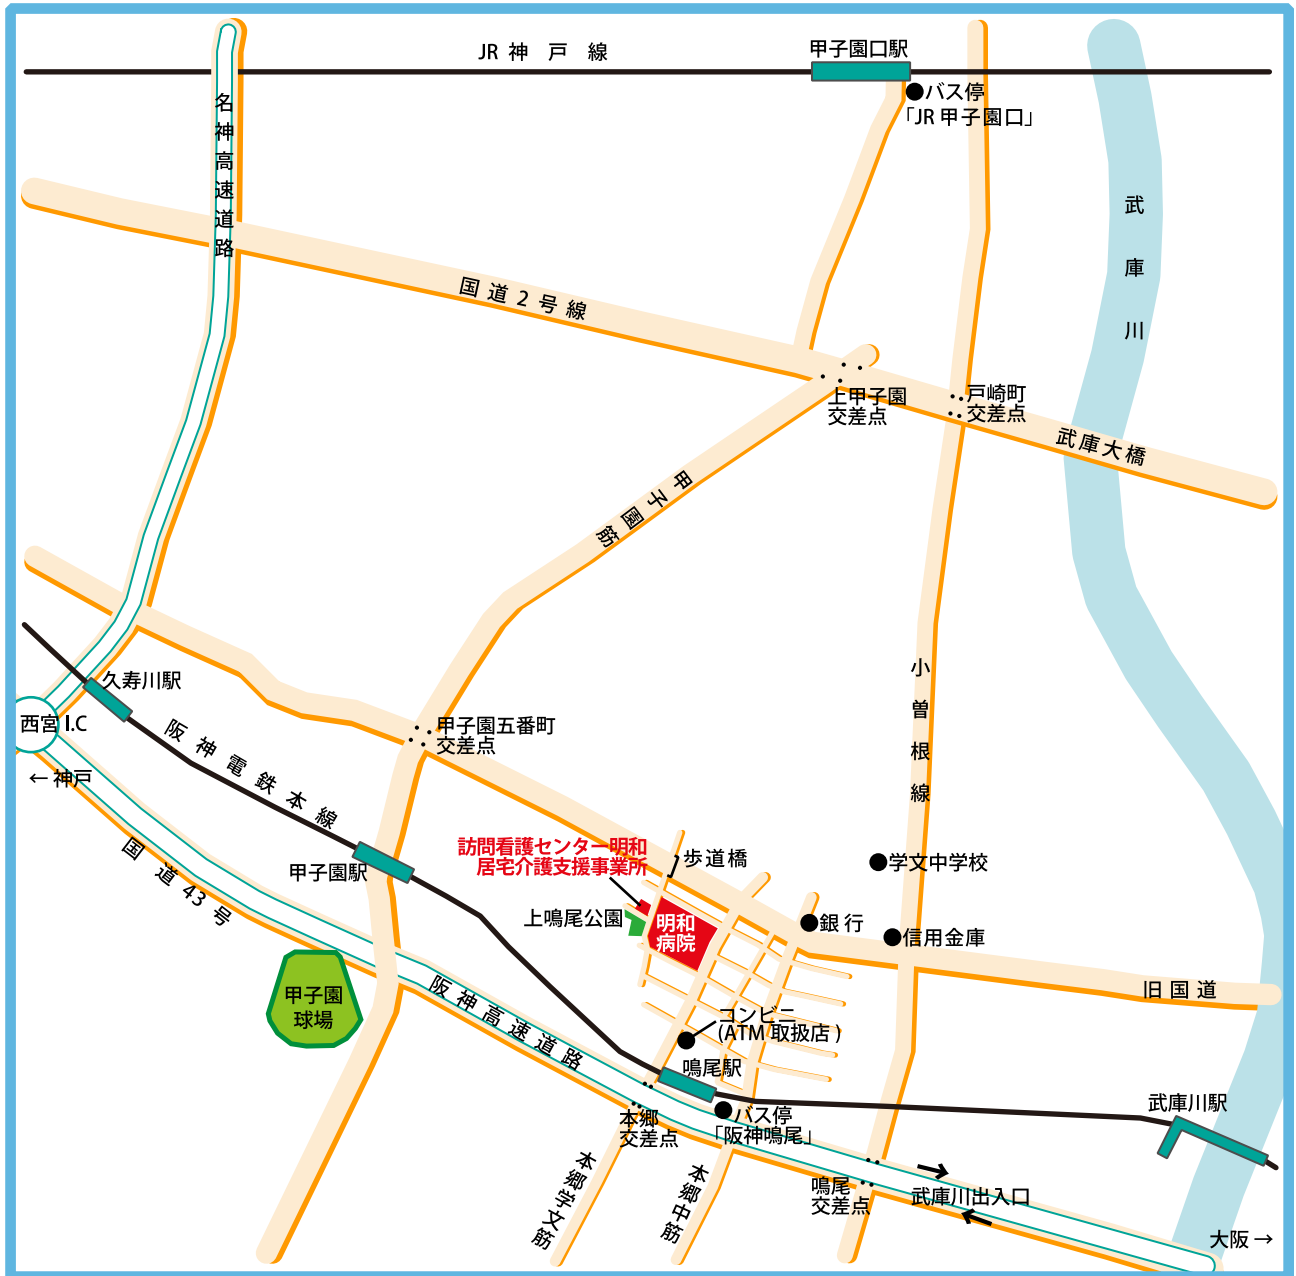 JR 神 戸 線
甲子園口駅
バス停
「JR 甲子園口」
名神高速道路
武庫川
国道2号線
上甲子園
交差点
戸崎町
交差点
武庫大橋
甲子園筋
久寿川駅
西宮 I.C
←神戸
阪神電鉄本線
甲子園五番町
交差点
小曽根線
国道43号
甲子園駅
訪問看護センター明和
居宅介護支援事業所
歩道橋
学文中学校
上鳴尾公園
明和
病院
銀 行
信用金庫
旧国道
甲子園
球場
阪神高速道路
コンビニ
(ATM 取扱店 )
鳴尾駅
武庫川駅
本郷
交差点
バス停
「阪神鳴尾」
本郷学文筋
本郷中筋
鳴尾
交差点
武庫川出入口
大阪→